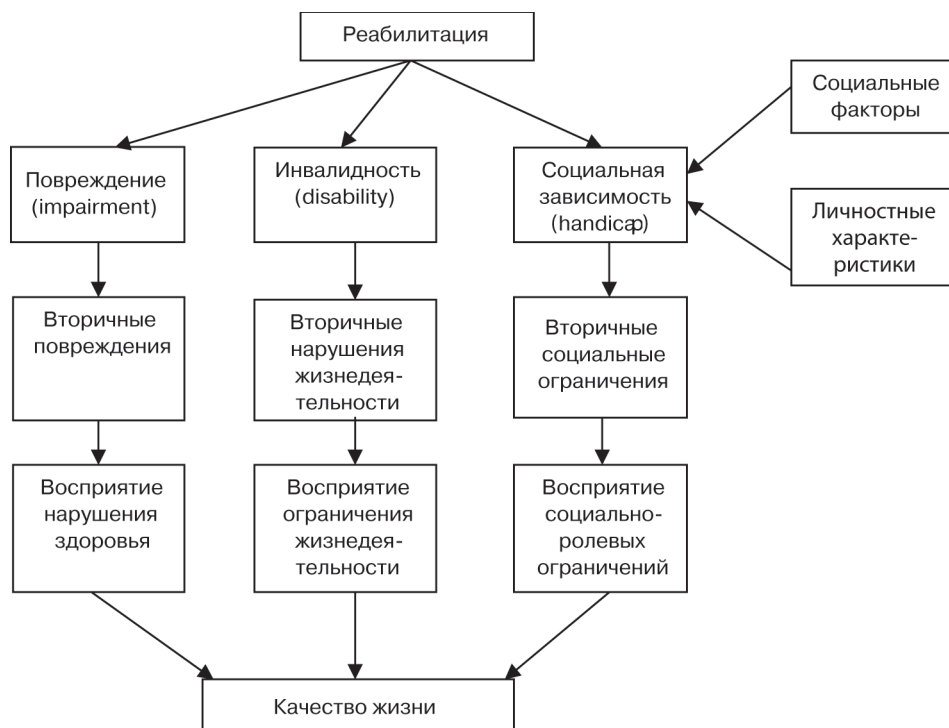 Реабилитация
Социальные
факторы
Повреждение
(impairment)
Инвалидность
(disability)
Социальная
зависимость
(handicap)
Личностные
характе-
ристики
Вторичные
повреждения
Вторичные
нарушения
жизнедея-
тельности
Вторичные
социальные
ограничения
Восприятие
нарушения
здоровья
Восприятие
ограничения
жизнедея-
тельности
Восприятие
социально-
ролевых
ограничений
Качество жизни